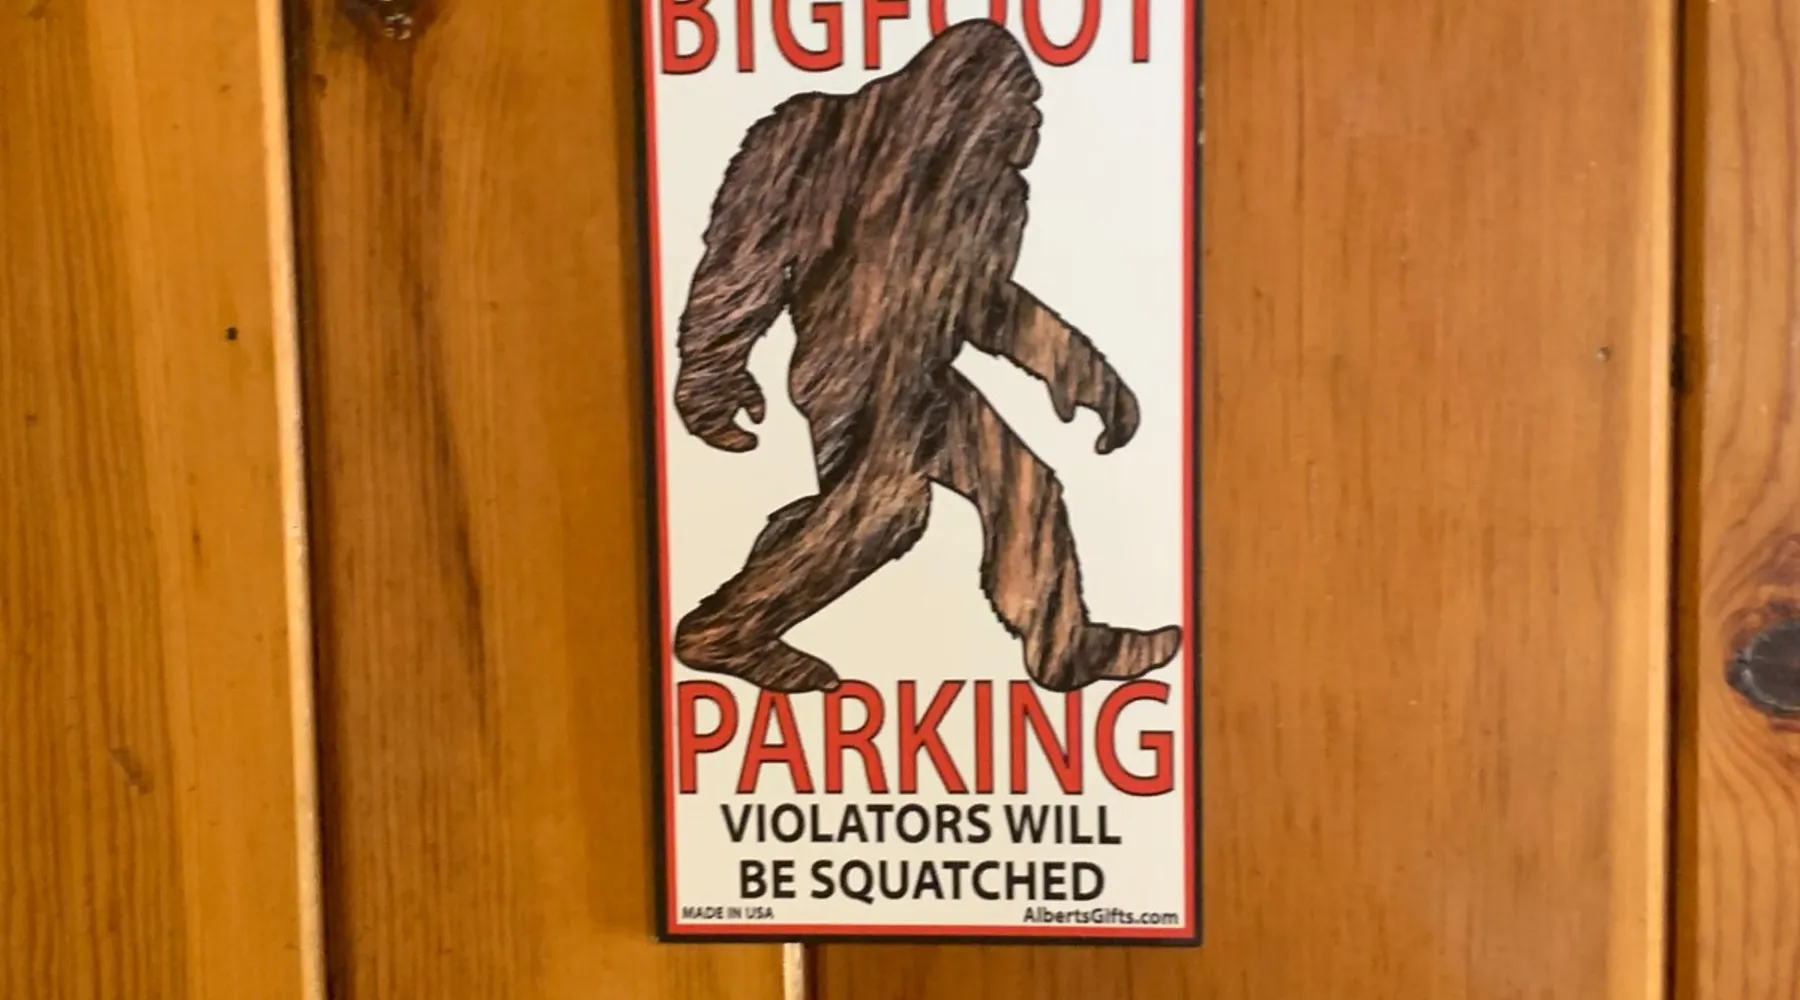 BIGFOOT
PARKING
VIOLATORS WILL
BE SQUATCHED
MADE IN USA AlbertsGifts.com